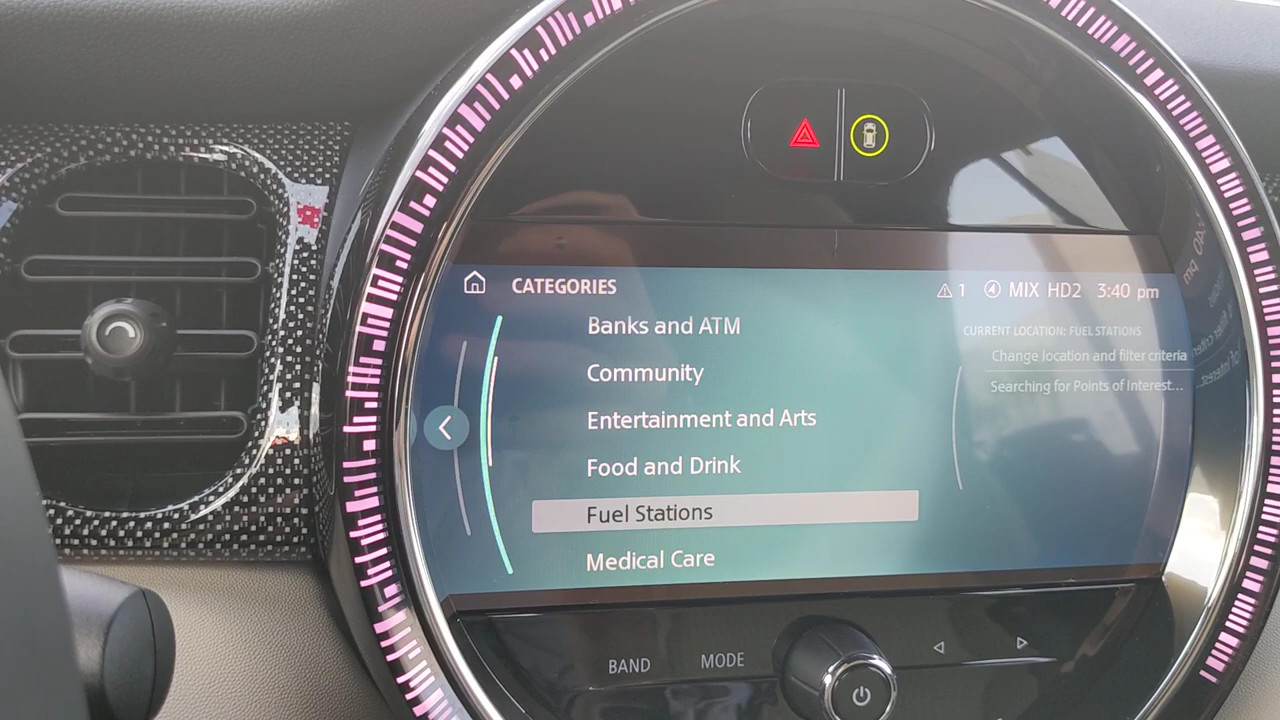 CATEGORIES
1 MIX HD2 3:40 pm
Banks and ATM
Community
Entertainment and Arts
Food and Drink
Fuel Stations
Medical Care
CURRENT LOCATION: FUEL STATIONS
Change location and filter criteria
Searching for Points of Interest...
BAND MODE